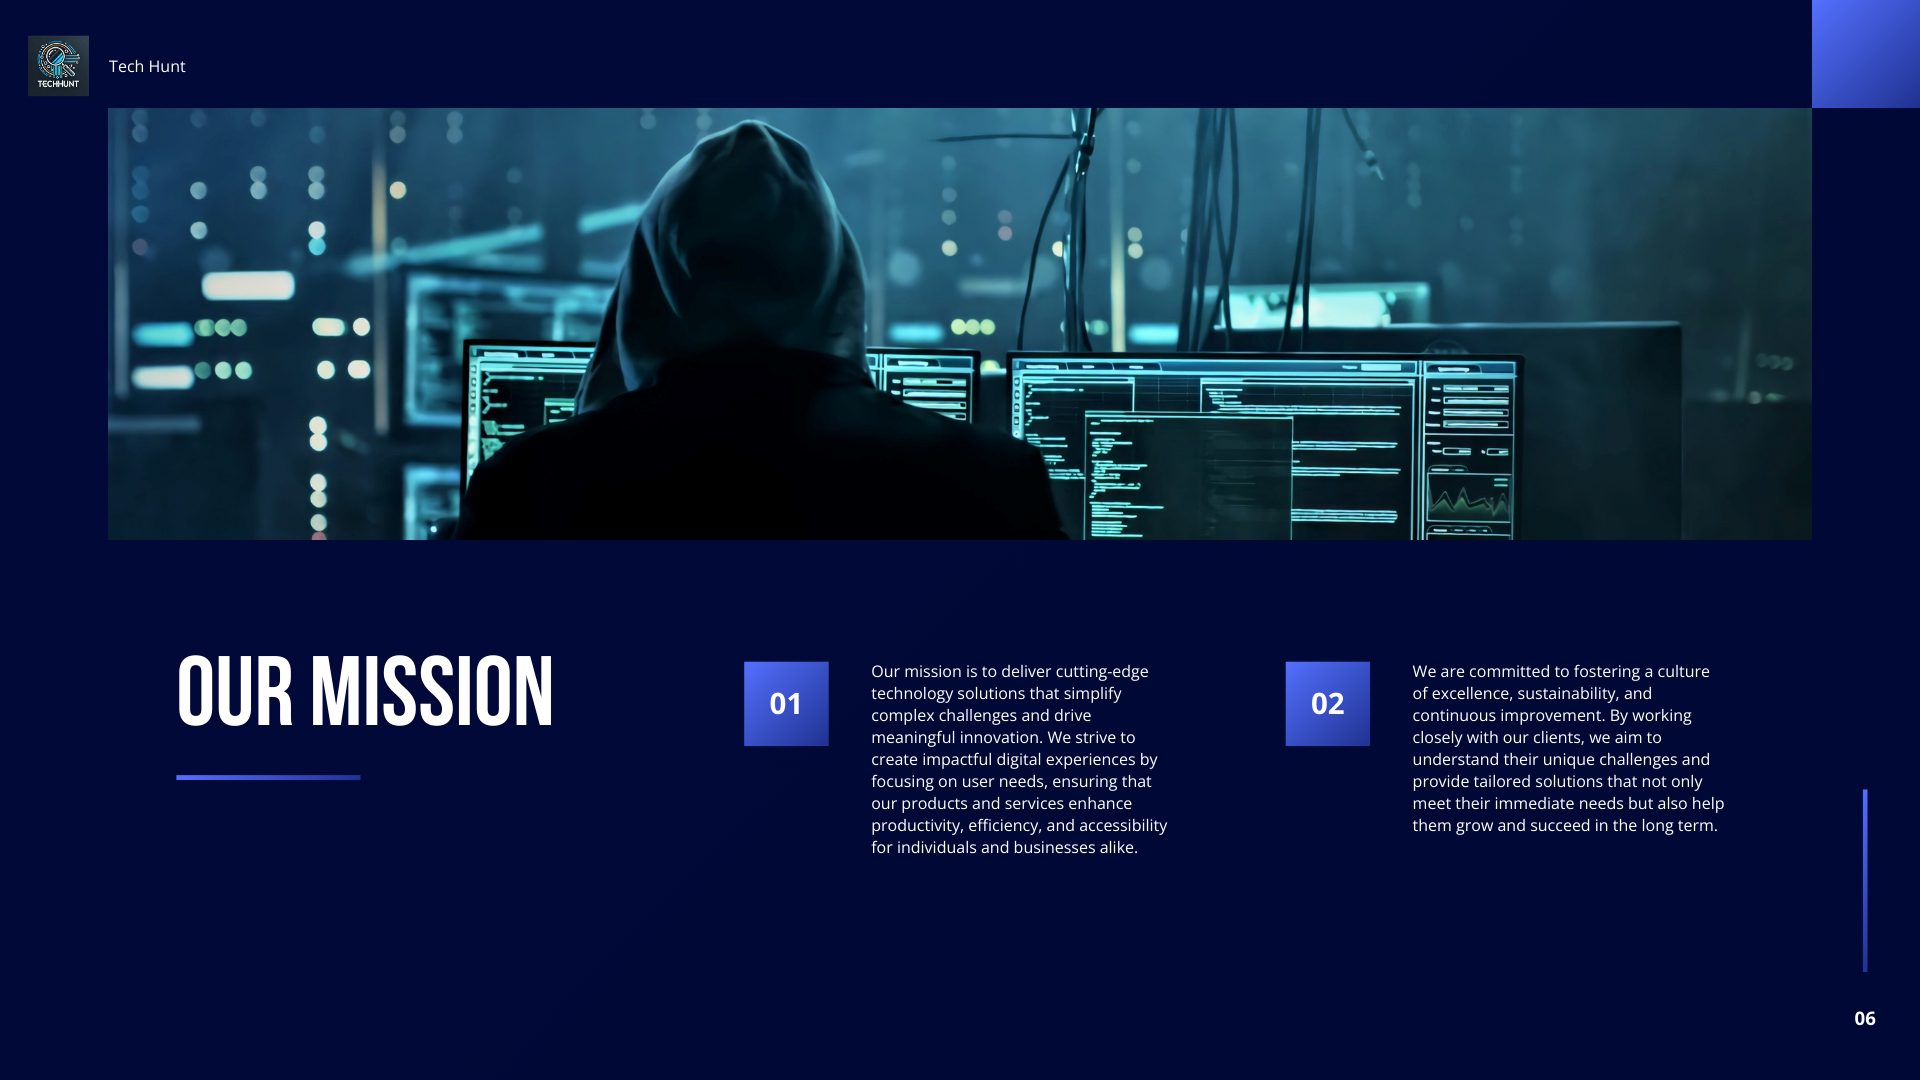 TECHHUNT
Tech Hunt
OUR MISSION
01
Our mission is to deliver cutting-edge
technology solutions that simplify
complex challenges and drive
meaningful innovation. We strive to
create impactful digital experiences by
focusing on user needs, ensuring that
our products and services enhance
productivity, efficiency, and accessibility
for individuals and businesses alike.
02
We are committed to fostering a culture
of excellence, sustainability, and
continuous improvement. By working
closely with our clients, we aim to
understand their unique challenges and
provide tailored solutions that not only
meet their immediate needs but also help
them grow and succeed in the long term.
06